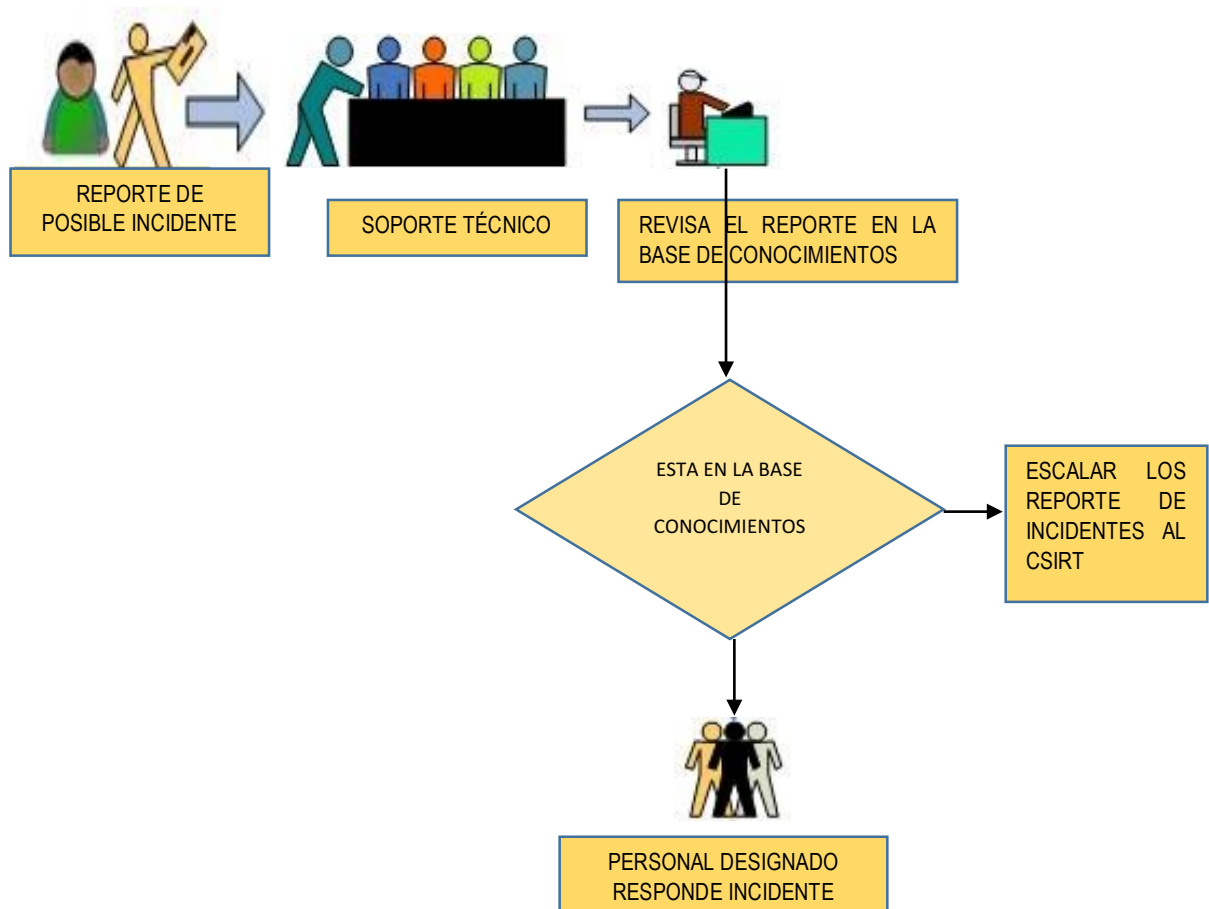 REPORTE DE
POSIBLE INCIDENTE
SOPORTE TÉCNICO
REVISA EL REPORTE EN LA
BASE DE CONOCIMIENTOS
ESTA EN LA BASE
DE
CONOCIMIENTOS
ESCALAR LOS
REPORTE DE
INCIDENTES AL
CSIRT
PERSONAL DESIGNADO
RESPONDE INCIDENTE